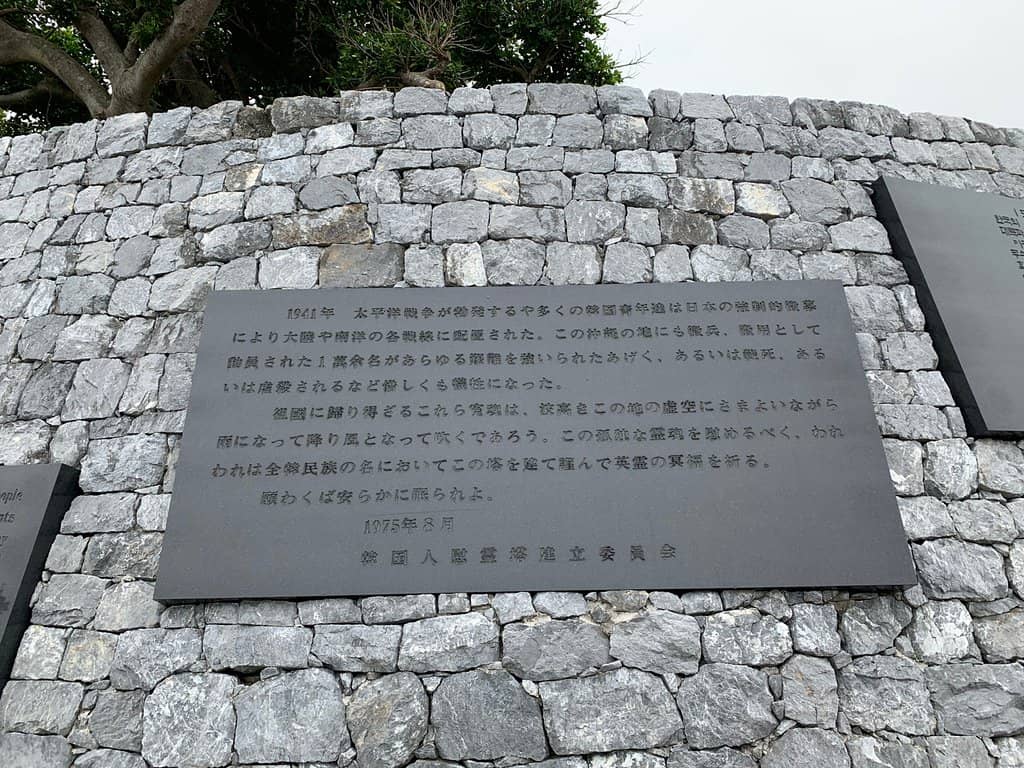 1941年 太平洋戦争が勃発するや多くの韓国青年達は日本の強制的徴募
により大陸や南洋の各戦線に配置された。この沖縄の地にも徴兵、徴用として
動員された1萬余名があらゆる艱難を強いられたあげく、あるいは戦死、ある
いは虐殺されるなど惜しくも犠牲になった。
祖國に帰り得ざるこれら冤魂は、波高きこの地の虚空にさまよいながら
雨になって降り風となって吹くであろう。この孤独な霊魂を慰めるべく、われ
われは全韓民族の名においてこの塔を建て謹んで英霊の冥福を祈る。
願わくば安らかに眠られよ。
1975年8月
韓国人慰霊塔建立委員会